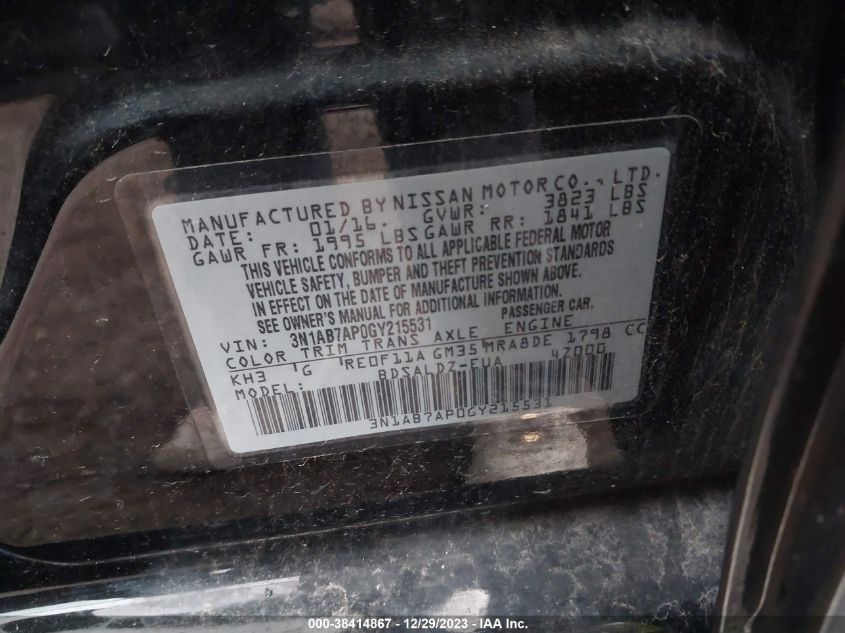 MANUFACTURED BY NISSAN MOTOR CO., LTD.
DATE: 01/16. GVWR: 3823 LBS
GAWR FR: 1995 LBS GAWR RR: 1841 LBS
THIS VEHICLE CONFORMS TO ALL APPLICABLE FEDERAL MOTOR
VEHICLE SAFETY, BUMPER AND THEFT PREVENTION STANDARDS
IN EFFECT ON THE DATE OF MANUFACTURE SHOWN ABOVE.
SEE OWNER'S MANUAL FOR ADDITIONAL INFORMATION.
VIN: 3N1AB7AP0GY215531 PASSENGER CAR.
COLOR TRIM TRANS AXLE ENGINE
KH3 G RE0F11A GM35 MRA8DE 1798 CC
MODEL: BDSALDZ-EUA 4Z000
3N1AB7AP0GY215531
000-38414867 - 12/29/2023 - IAA Inc.